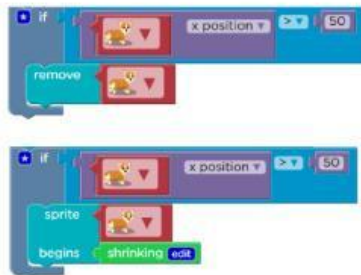 if x position > 50
remove
if x position > 50
sprite
begins shrinking edit